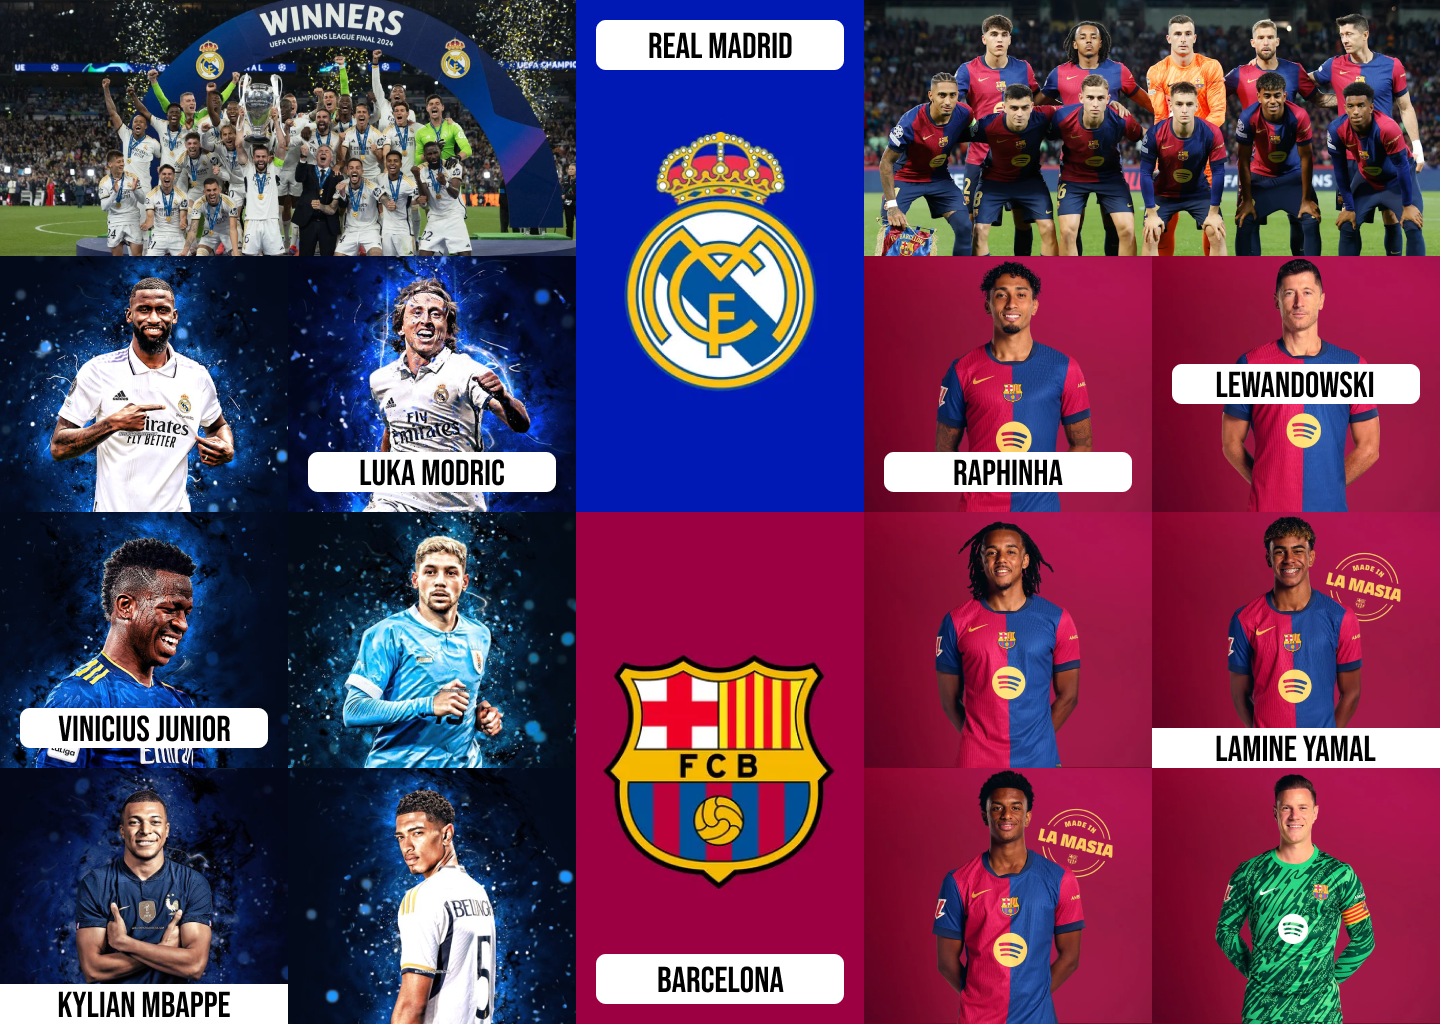 WINNERS
UEFA CHAMPIONS LEAGUE FINAL 2024
REAL MADRID
Fly
Emirates
FLY BETTER
LUKA MODRIC
RAPHINHA
LEWANDOWSKI
VINICIUS JUNIOR
MADE IN
LA MASIA
LAMINE YAMAL
FCB
BELLING
5
MADE IN
LA MASIA
KYLIAN MBAPPE
BARCELONA